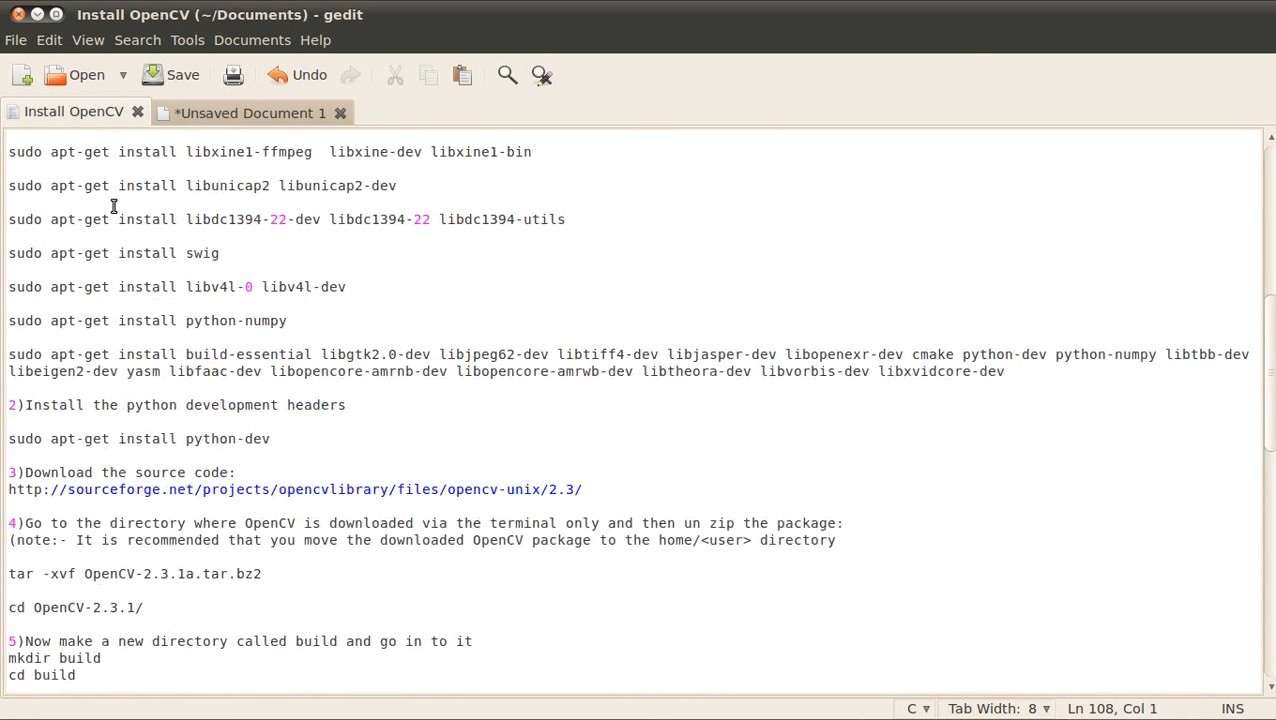 Install OpenCV (~/Documents) - gedit
File Edit View Search Tools Documents Help
Open Save Undo
Install OpenCV *Unsaved Document 1
sudo apt-get install libxine1-ffmpeg  libxine-dev libxine1-bin
sudo apt-get install libunicap2 libunicap2-dev
sudo apt-get install libdc1394-22-dev libdc1394-22 libdc1394-utils
sudo apt-get install swig
sudo apt-get install libv4l-0 libv4l-dev
sudo apt-get install python-numpy
sudo apt-get install build-essential libgtk2.0-dev libjpeg62-dev libtiff4-dev libjasper-dev libopenexr-dev cmake python-dev python-numpy libtbb-dev
libeigen2-dev yasm libfaac-dev libopencore-amrnb-dev libopencore-amrwb-dev libtheora-dev libvorbis-dev libxvidcore-dev
2)Install the python development headers
sudo apt-get install python-dev
3)Download the source code:
http://sourceforge.net/projects/opencvlibrary/files/opencv-unix/2.3/
4)Go to the directory where OpenCV is downloaded via the terminal only and then un zip the package:
(note:- It is recommended that you move the downloaded OpenCV package to the home/<user> directory
tar -xvf OpenCV-2.3.1a.tar.bz2
cd OpenCV-2.3.1/
5)Now make a new directory called build and go in to it
mkdir build
cd build
C Tab Width: 8 Ln 108, Col 1 INS